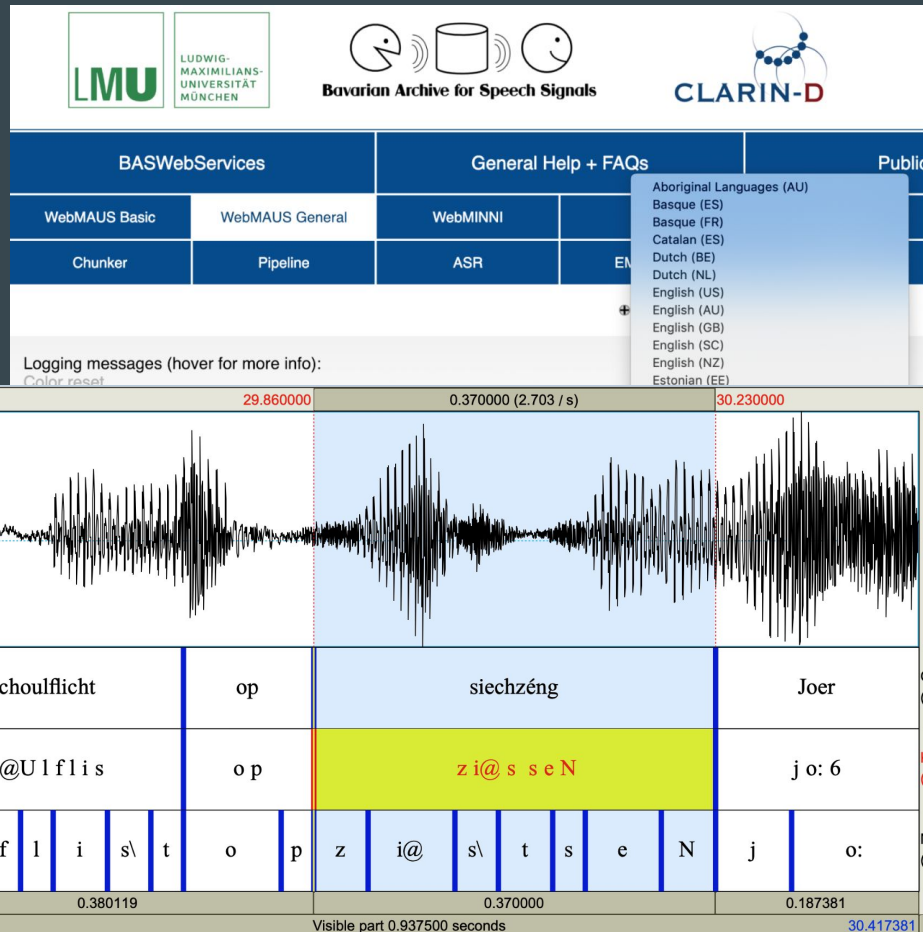 LMU
LUDWIG-
MAXIMILIANS-
UNIVERSITÄT
MÜNCHEN
Bavarian Archive for Speech Signals
CLARIN-D
BASWebServices General Help + FAQs Public
WebMAUS Basic WebMAUS General WebMINNI
Chunker Pipeline ASR EM
Aboriginal Languages (AU)
Basque (ES)
Basque (FR)
Catalan (ES)
Dutch (BE)
Dutch (NL)
English (US)
English (AU)
English (GB)
English (SC)
English (NZ)
Estonian (EE)
Logging messages (hover for more info):
Color reset
29.860000 0.370000 (2.703 / s) 30.230000
choulflicht op siechzéng Joer
@U l f l i s o p z i@ s s e N j o: 6
f l i s\ t o p z i@ s\ t s e N j o:
0.380119 0.370000 0.187381
Visible part 0.937500 seconds 30.417381